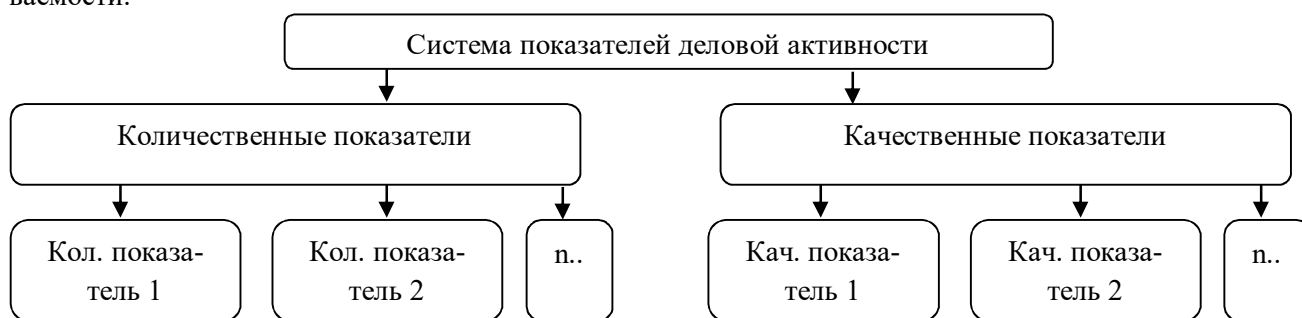 Система показателей деловой активности
Количественные показатели
Качественные показатели
Кол. показа-
тель 1
Кол. показа-
тель 2
n..
Кач. показа-
тель 1
Кач. показа-
тель 2
n..